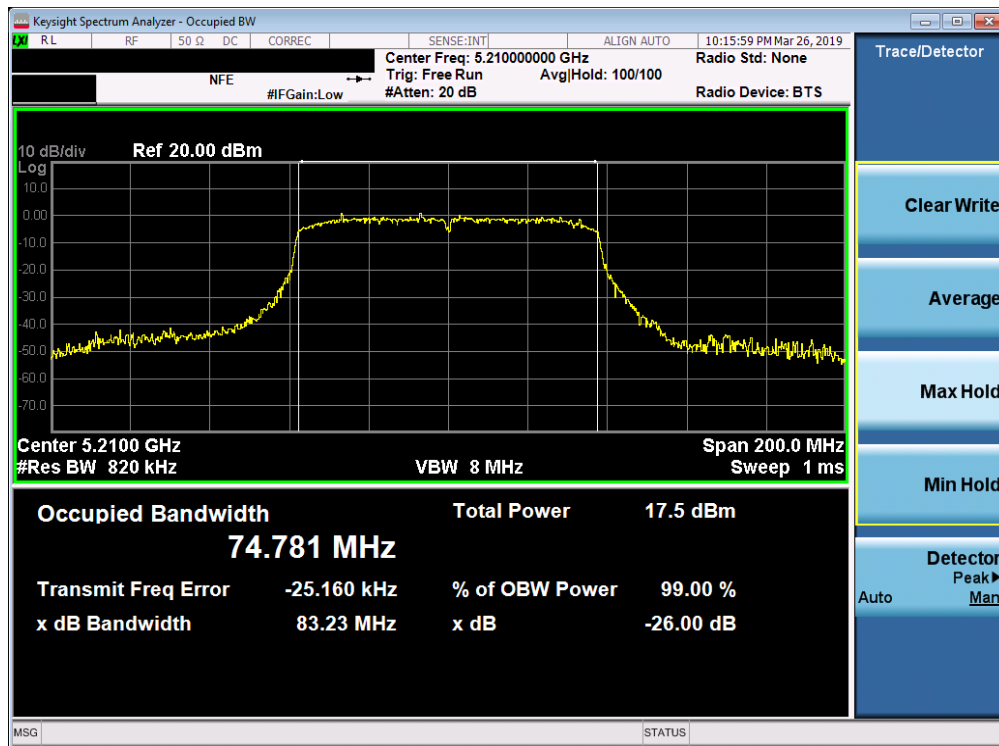 Keysight Spectrum Analyzer - Occupied BW
LXI RL RF 50 Ω DC CORREC SENSE:INT ALIGN AUTO 10:15:59 PM Mar 26, 2019
Center Freq: 5.210000000 GHz Radio Std: None
NFE Trig: Free Run Avg|Hold: 100/100
#IFGain:Low #Atten: 20 dB Radio Device: BTS
10 dB/div Ref 20.00 dBm
Log
10.0
0.00
-10.0
-20.0
-30.0
-40.0
-50.0
-60.0
-70.0
Center 5.2100 GHz Span 200.0 MHz
#Res BW 820 kHz VBW 8 MHz Sweep 1 ms
Occupied Bandwidth Total Power 17.5 dBm
74.781 MHz
Transmit Freq Error -25.160 kHz % of OBW Power 99.00 %
x dB Bandwidth 83.23 MHz x dB -26.00 dB
MSG STATUS
Trace/Detector
Clear Write
Average
Max Hold
Min Hold
Detector
Peak
Auto Man